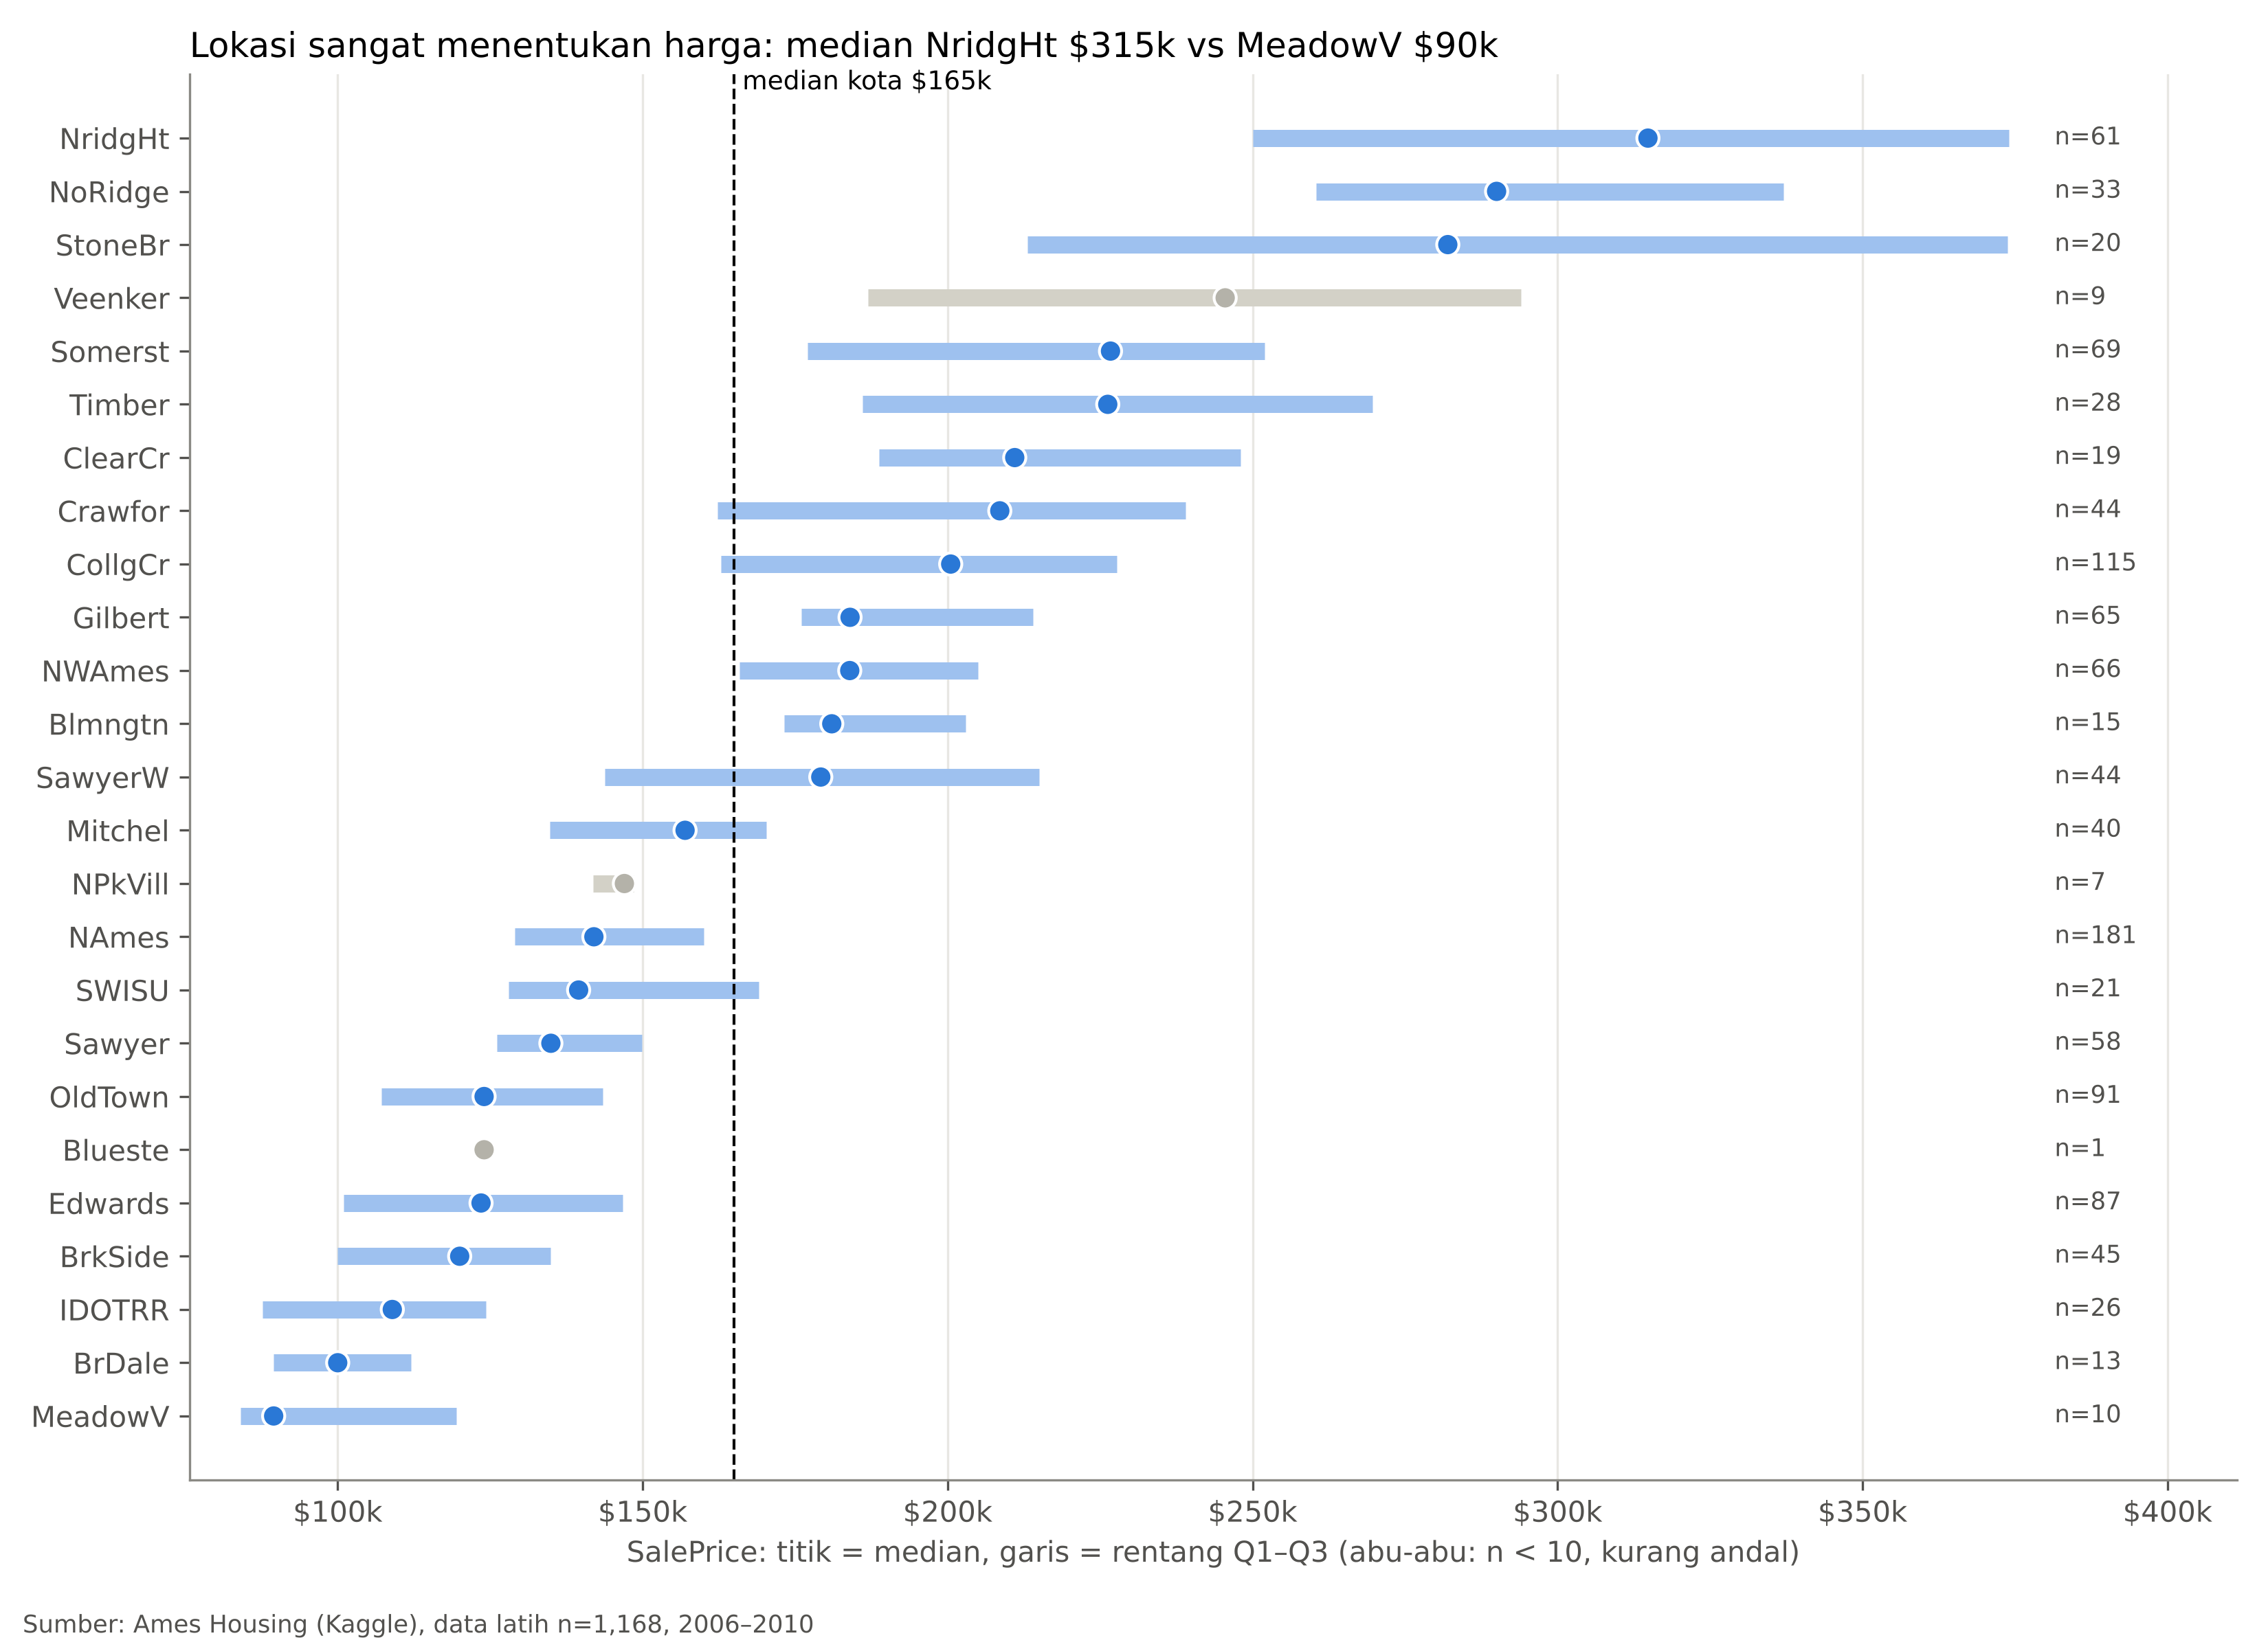 Lokasi sangat menentukan harga: median NridgHt $315k vs MeadowV $90k
median kota $165k
NridgHt n=61
NoRidge n=33
StoneBr n=20
Veenker n=9
Somerst n=69
Timber n=28
ClearCr n=19
Crawfor n=44
CollgCr n=115
Gilbert n=65
NWAmes n=66
Blmngtn n=15
SawyerW n=44
Mitchel n=40
NPkVill n=7
NAmes n=181
SWISU n=21
Sawyer n=58
OldTown n=91
Blueste n=1
Edwards n=87
BrkSide n=45
IDOTRR n=26
BrDale n=13
MeadowV n=10
$100k $150k $200k $250k $300k $350k $400k
SalePrice: titik = median, garis = rentang Q1–Q3 (abu-abu: n < 10, kurang andal)
Sumber: Ames Housing (Kaggle), data latih n=1,168, 2006–2010